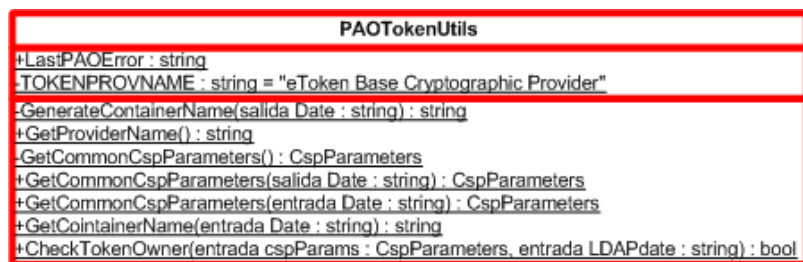 PAOTokenUtils
+LastPAOError : string
-TOKENPROVNAME : string = "eToken Base Cryptographic Provider"
-GenerateContainerName(salida Date : string) : string
+GetProviderName() : string
-GetCommonCspParameters() : CspParameters
+GetCommonCspParameters(salida Date : string) : CspParameters
+GetCommonCspParameters(entrada Date : string) : CspParameters
+GetCointainerName(entrada Date : string) : string
+CheckTokenOwner(entrada cspParams : CspParameters, entrada LDAPdate : string) : bool